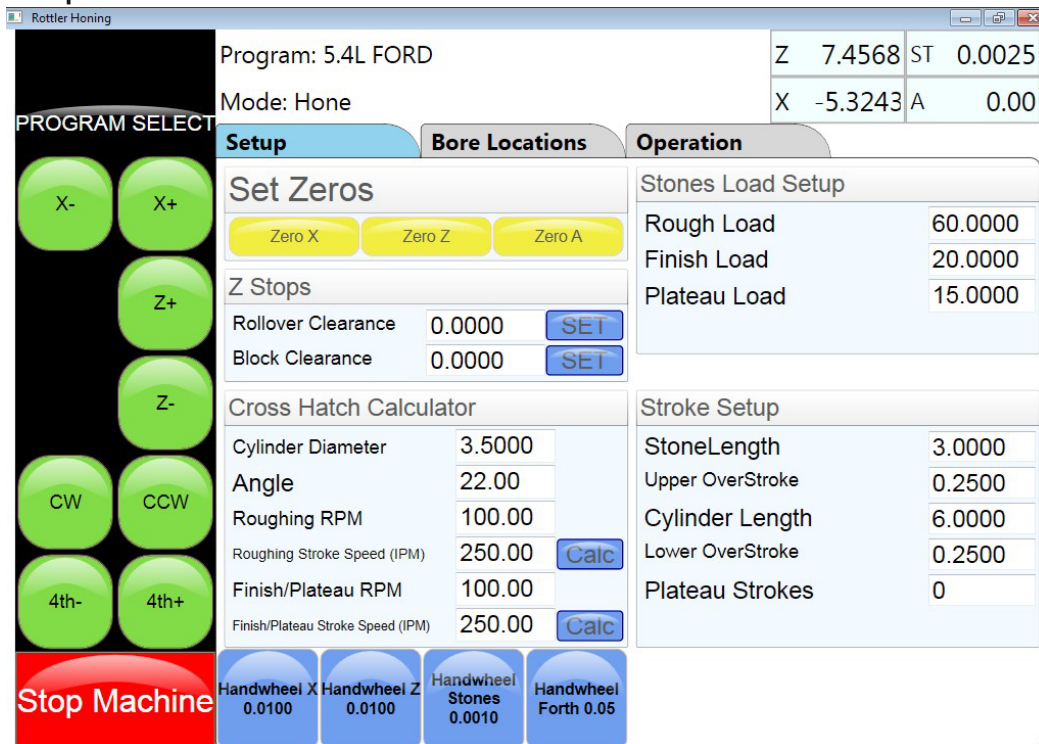 Rottler Honing
Program: 5.4L FORD
Z 7.4568 ST 0.0025
Mode: Hone
X -5.3243 A 0.00
PROGRAM SELECT
Setup Bore Locations Operation
X- X+
Z+
Z-
CW CCW
4th- 4th+
Stop Machine
Set Zeros
Zero X Zero Z Zero A
Z Stops
Rollover Clearance 0.0000 SET
Block Clearance 0.0000 SET
Cross Hatch Calculator
Cylinder Diameter 3.5000
Angle 22.00
Roughing RPM 100.00
Roughing Stroke Speed (IPM) 250.00 Calc
Finish/Plateau RPM 100.00
Finish/Plateau Stroke Speed (IPM) 250.00 Calc
Stones Load Setup
Rough Load 60.0000
Finish Load 20.0000
Plateau Load 15.0000
Stroke Setup
StoneLength 3.0000
Upper OverStroke 0.2500
Cylinder Length 6.0000
Lower OverStroke 0.2500
Plateau Strokes 0
Handwheel X
0.0100
Handwheel Z
0.0100
Handwheel
Stones
0.0010
Handwheel
Forth 0.05